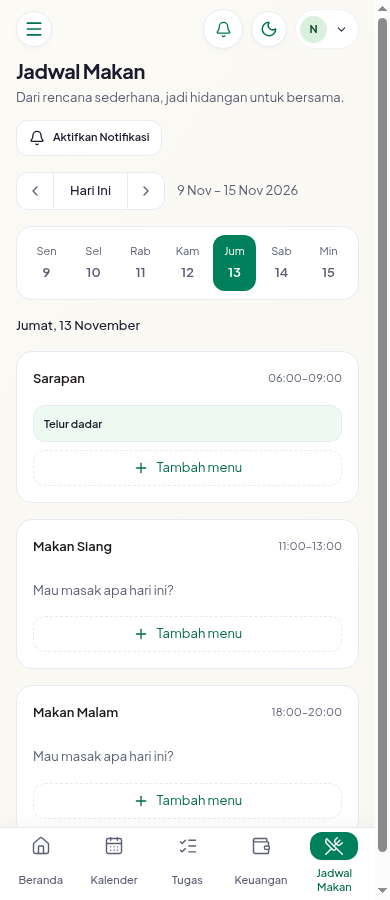 N
Jadwal Makan
Dari rencana sederhana, jadi hidangan untuk bersama.
Aktifkan Notifikasi
Hari Ini
9 Nov – 15 Nov 2026
Sen Sel Rab Kam Jum Sab Min
9 10 11 12 13 14 15
Jumat, 13 November
Sarapan 06:00–09:00
Telur dadar
+ Tambah menu
Makan Siang 11:00–13:00
Mau masak apa hari ini?
+ Tambah menu
Makan Malam 18:00–20:00
Mau masak apa hari ini?
+ Tambah menu
Beranda Kalender Tugas Keuangan Jadwal Makan